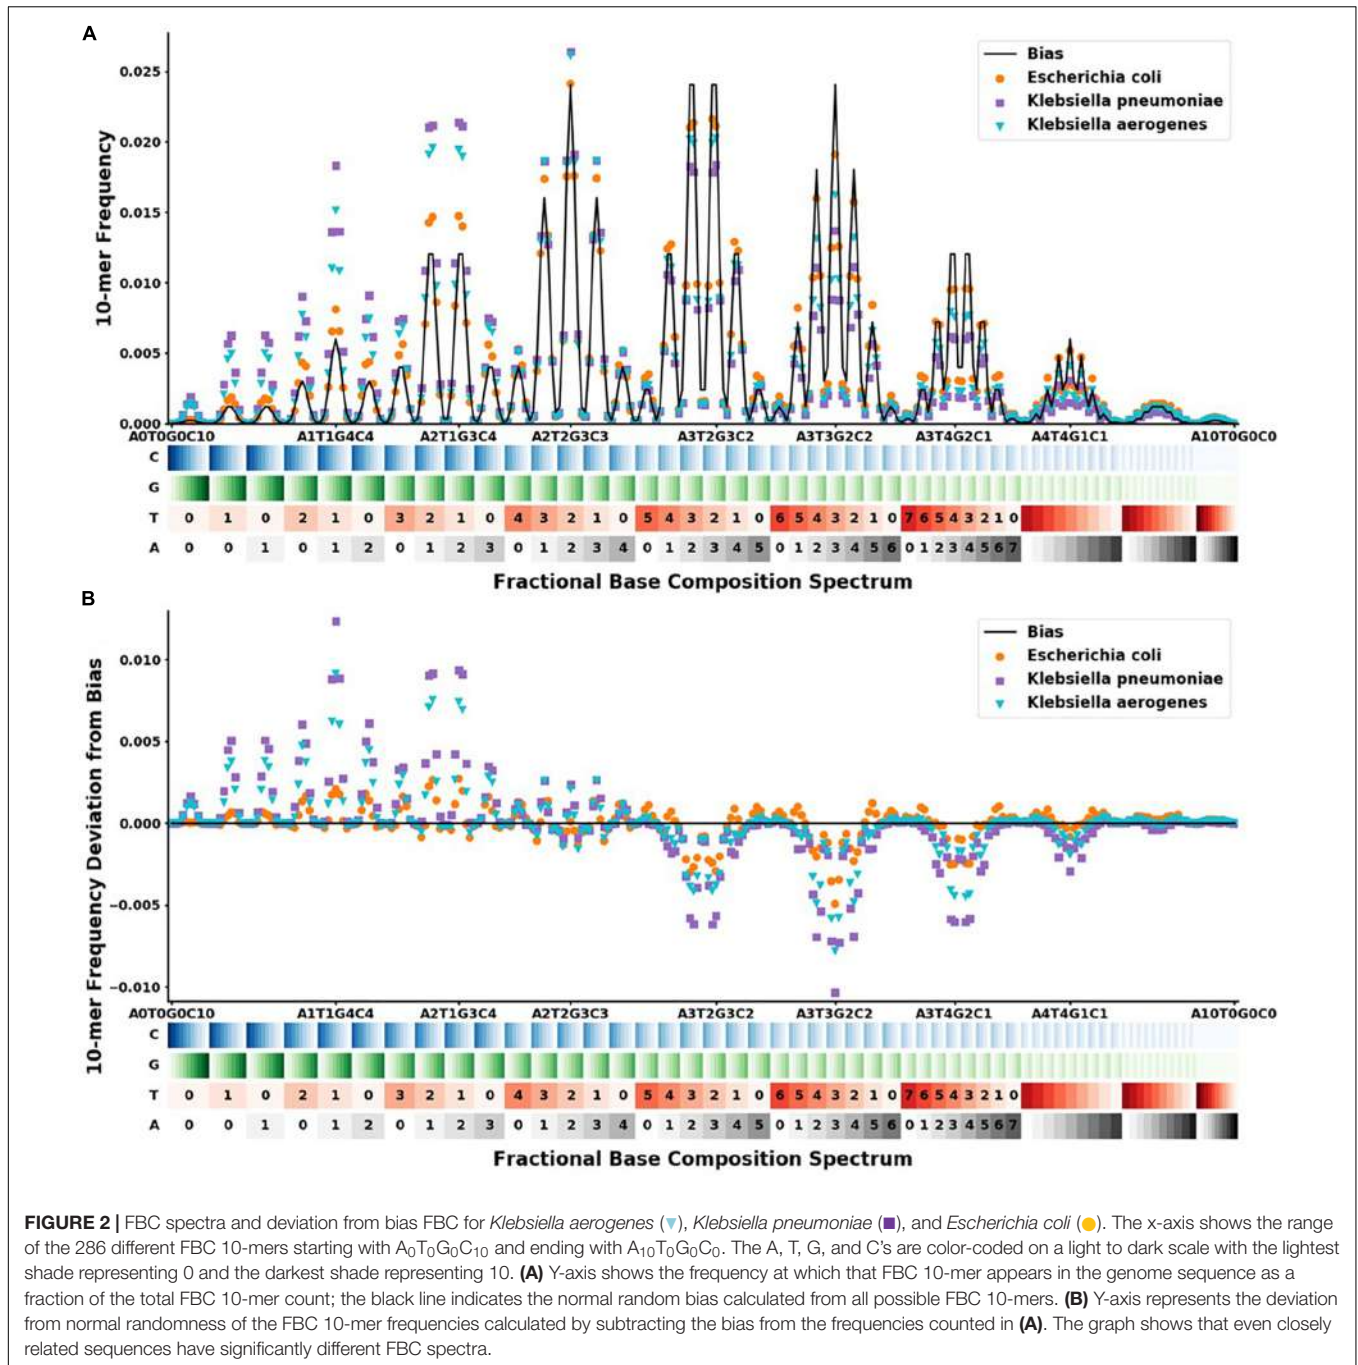 A
10-mer Frequency
0.025
0.020
0.015
0.010
0.005
0.000
Bias
Escherichia coli
Klebsiella pneumoniae
Klebsiella aerogenes
A0T0G0C10 A1T1G4C4 A2T1G3C4 A2T2G3C3 A3T2G3C2 A3T3G2C2 A3T4G2C1 A4T4G1C1 A10T0G0C0
C
G
T 0 1 0 2 1 0 3 2 1 0 4 3 2 1 0 5 4 3 2 1 0 6 5 4 3 2 1 0 7 6 5 4 3 2 1 0
A 0 0 1 0 1 2 0 1 2 3 0 1 2 3 4 0 1 2 3 4 5 0 1 2 3 4 5 6 0 1 2 3 4 5 6 7
Fractional Base Composition Spectrum
B
10-mer Frequency Deviation from Bias
0.010
0.005
0.000
−0.005
−0.010
Bias
Escherichia coli
Klebsiella pneumoniae
Klebsiella aerogenes
A0T0G0C10 A1T1G4C4 A2T1G3C4 A2T2G3C3 A3T2G3C2 A3T3G2C2 A3T4G2C1 A4T4G1C1 A10T0G0C0
C
G
T 0 1 0 2 1 0 3 2 1 0 4 3 2 1 0 5 4 3 2 1 0 6 5 4 3 2 1 0 7 6 5 4 3 2 1 0
A 0 0 1 0 1 2 0 1 2 3 0 1 2 3 4 0 1 2 3 4 5 0 1 2 3 4 5 6 0 1 2 3 4 5 6 7
Fractional Base Composition Spectrum
FIGURE 2 | FBC spectra and deviation from bias FBC for Klebsiella aerogenes (▼), Klebsiella pneumoniae (■), and Escherichia coli (●). The x-axis shows the range
of the 286 different FBC 10-mers starting with A₀T₀G₀C₁₀ and ending with A₁₀T₀G₀C₀. The A, T, G, and C's are color-coded on a light to dark scale with the lightest
shade representing 0 and the darkest shade representing 10. (A) Y-axis shows the frequency at which that FBC 10-mer appears in the genome sequence as a
fraction of the total FBC 10-mer count; the black line indicates the normal random bias calculated from all possible FBC 10-mers. (B) Y-axis represents the deviation
from normal randomness of the FBC 10-mer frequencies calculated by subtracting the bias from the frequencies counted in (A). The graph shows that even closely
related sequences have significantly different FBC spectra.